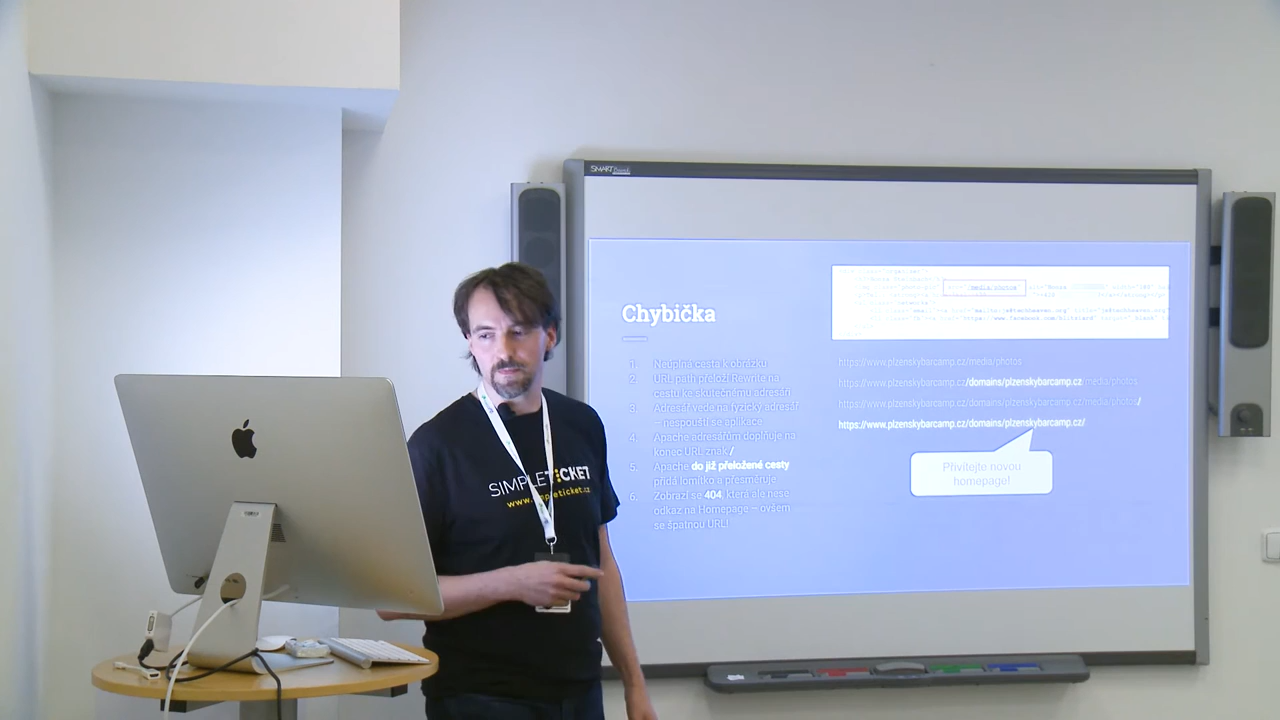 SMART Board
Chybička
1. Neúplná cesta k obrázku
2. URL path přeloží Rewrite na
cestu ke skutečnému adresáři
3. Adresář vede na fyzický adresář
– nespouští se aplikace
4. Apache adresářům doplňuje na
konec URL znak /
5. Apache do již přeložené cesty
přidá lomítko a přesměruje
6. Zobrazí se 404, která ale nese
odkaz na Homepage – ovšem
se špatnou URL!
media/photos
https://www.plzenskybarcamp.cz/media/photos
https://www.plzenskybarcamp.cz/domains/plzenskybarcamp.cz/media/photos
https://www.plzenskybarcamp.cz/domains/plzenskybarcamp.cz/media/photos/
https://www.plzenskybarcamp.cz/domains/plzenskybarcamp.cz/
Přivítejte novou
homepage!
SIMPLETICKET